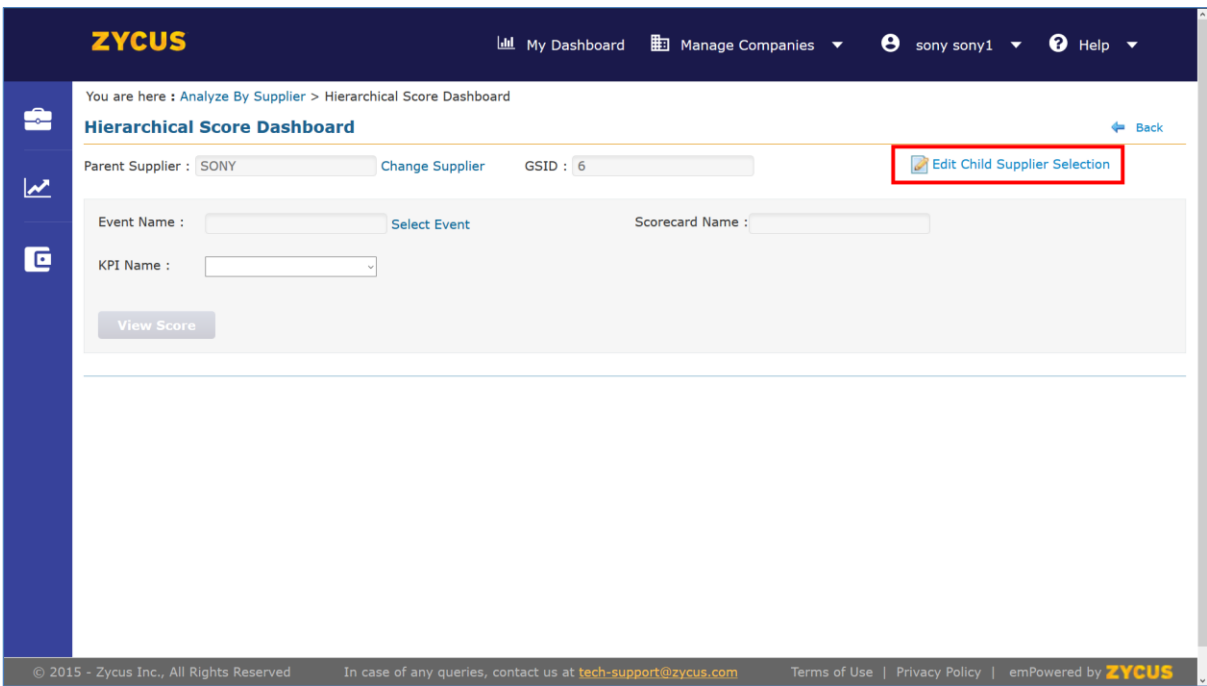 ZYCUS My Dashboard Manage Companies sony sony1 Help
You are here : Analyze By Supplier > Hierarchical Score Dashboard
Hierarchical Score Dashboard Back
Parent Supplier : SONY Change Supplier GSID : 6 Edit Child Supplier Selection
Event Name : Select Event Scorecard Name :
KPI Name :
View Score
© 2015 - Zycus Inc., All Rights Reserved In case of any queries, contact us at tech-support@zycus.com Terms of Use | Privacy Policy | emPowered by ZYCUS